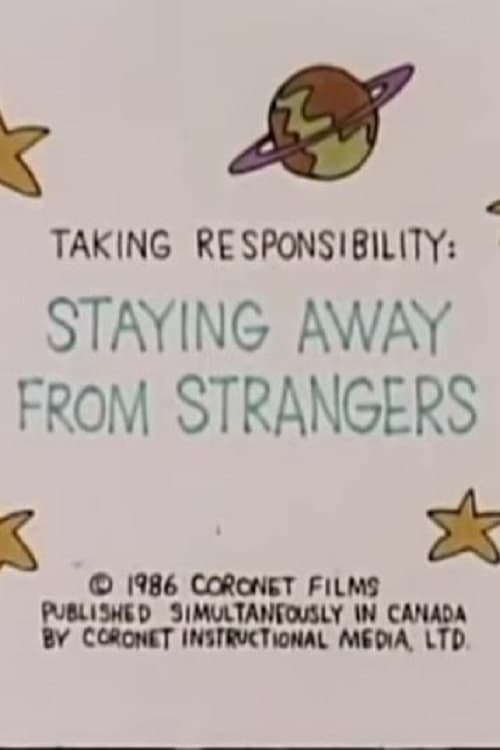 TAKING RESPONSIBILITY:
STAYING AWAY
FROM STRANGERS
© 1986 CORONET FILMS
PUBLISHED SIMULTANEOUSLY IN CANADA
BY CORONET INSTRUCTIONAL MEDIA, LTD.